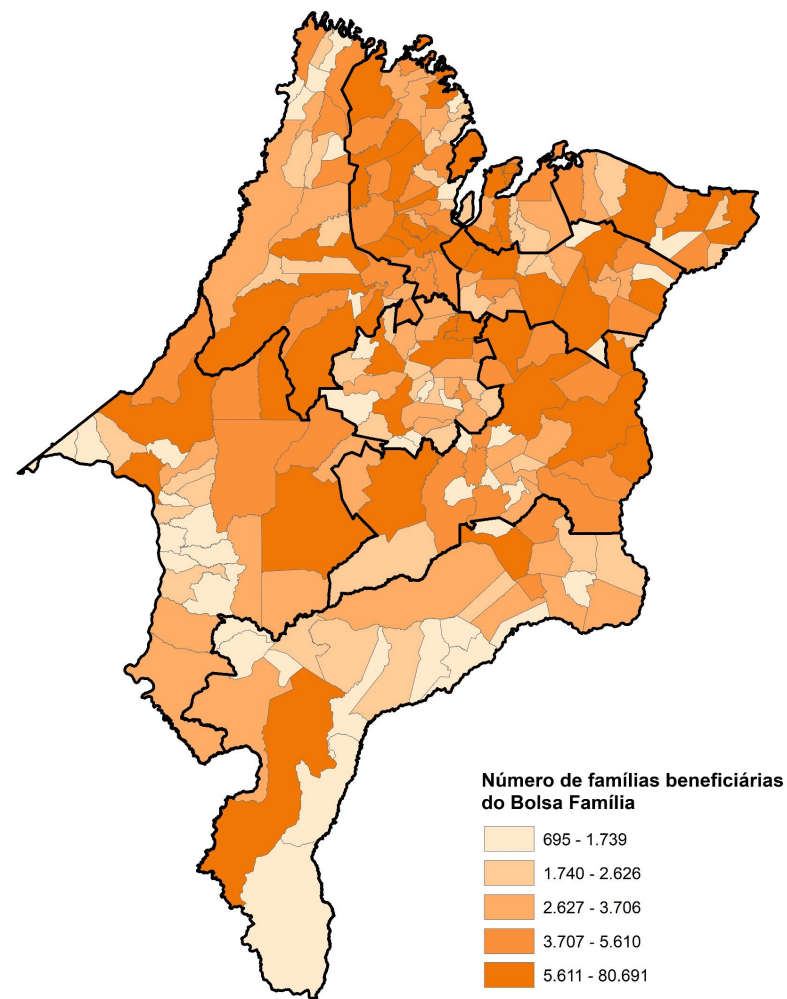 Número de famílias beneficiárias
do Bolsa Família
695 - 1.739
1.740 - 2.626
2.627 - 3.706
3.707 - 5.610
5.611 - 80.691